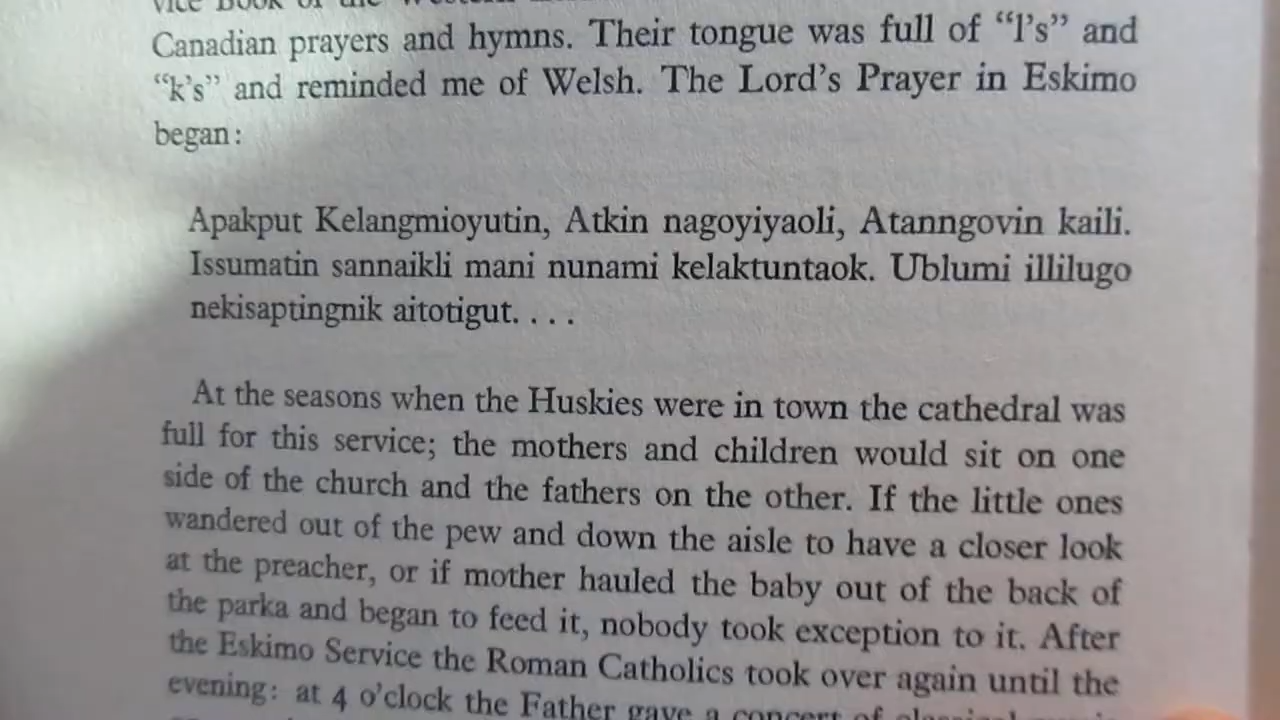 Canadian prayers and hymns. Their tongue was full of “l's” and
“k's” and reminded me of Welsh. The Lord's Prayer in Eskimo
began:
Apakput Kelangmioyutin, Atkin nagoyiyaoli, Atanngovin kaili.
Issumatin sannaikli mani nunami kelaktuntaok. Ublumi illilugo
nekisaptingnik aitotigut. . . .
At the seasons when the Huskies were in town the cathedral was
full for this service; the mothers and children would sit on one
side of the church and the fathers on the other. If the little ones
wandered out of the pew and down the aisle to have a closer look
at the preacher, or if mother hauled the baby out of the back of
the parka and began to feed it, nobody took exception to it. After
the Eskimo Service the Roman Catholics took over again until the
evening: at 4 o'clock the Father gave a concert of classical